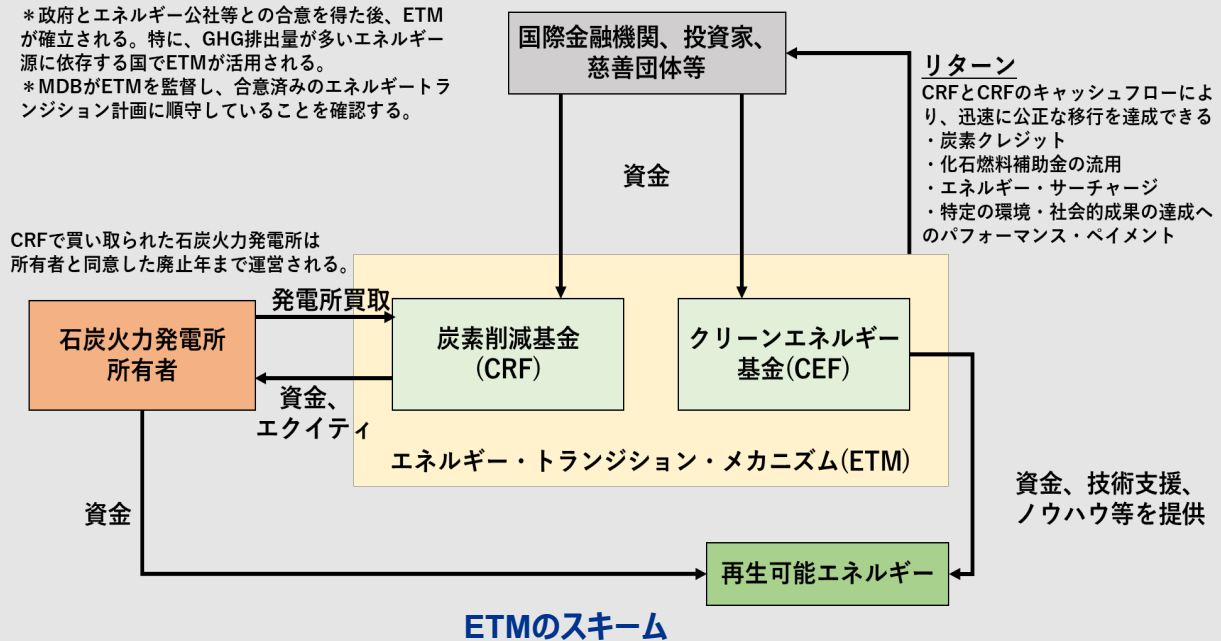 ＊政府とエネルギー公社等との合意を得た後、ETM
が確立される。特に、GHG排出量が多いエネルギー
源に依存する国でETMが活用される。
＊MDBがETMを監督し、合意済みのエネルギートラ
ンジション計画に順守していることを確認する。
国際金融機関、投資家、
慈善団体等
リターン
CRFとCRFのキャッシュフローによ
り、迅速に公正な移行を達成できる
・炭素クレジット
・化石燃料補助金の流用
・エネルギー・サーチャージ
・特定の環境・社会的成果の達成へ
のパフォーマンス・ペイメント
資金
CRFで買い取られた石炭火力発電所は
所有者と同意した廃止年まで運営される。
発電所買取
石炭火力発電所
所有者
炭素削減基金
(CRF)
クリーンエネルギー
基金(CEF)
資金、
エクイティ
エネルギー・トランジション・メカニズム(ETM)
資金
資金、技術支援、
ノウハウ等を提供
再生可能エネルギー
ETMのスキーム